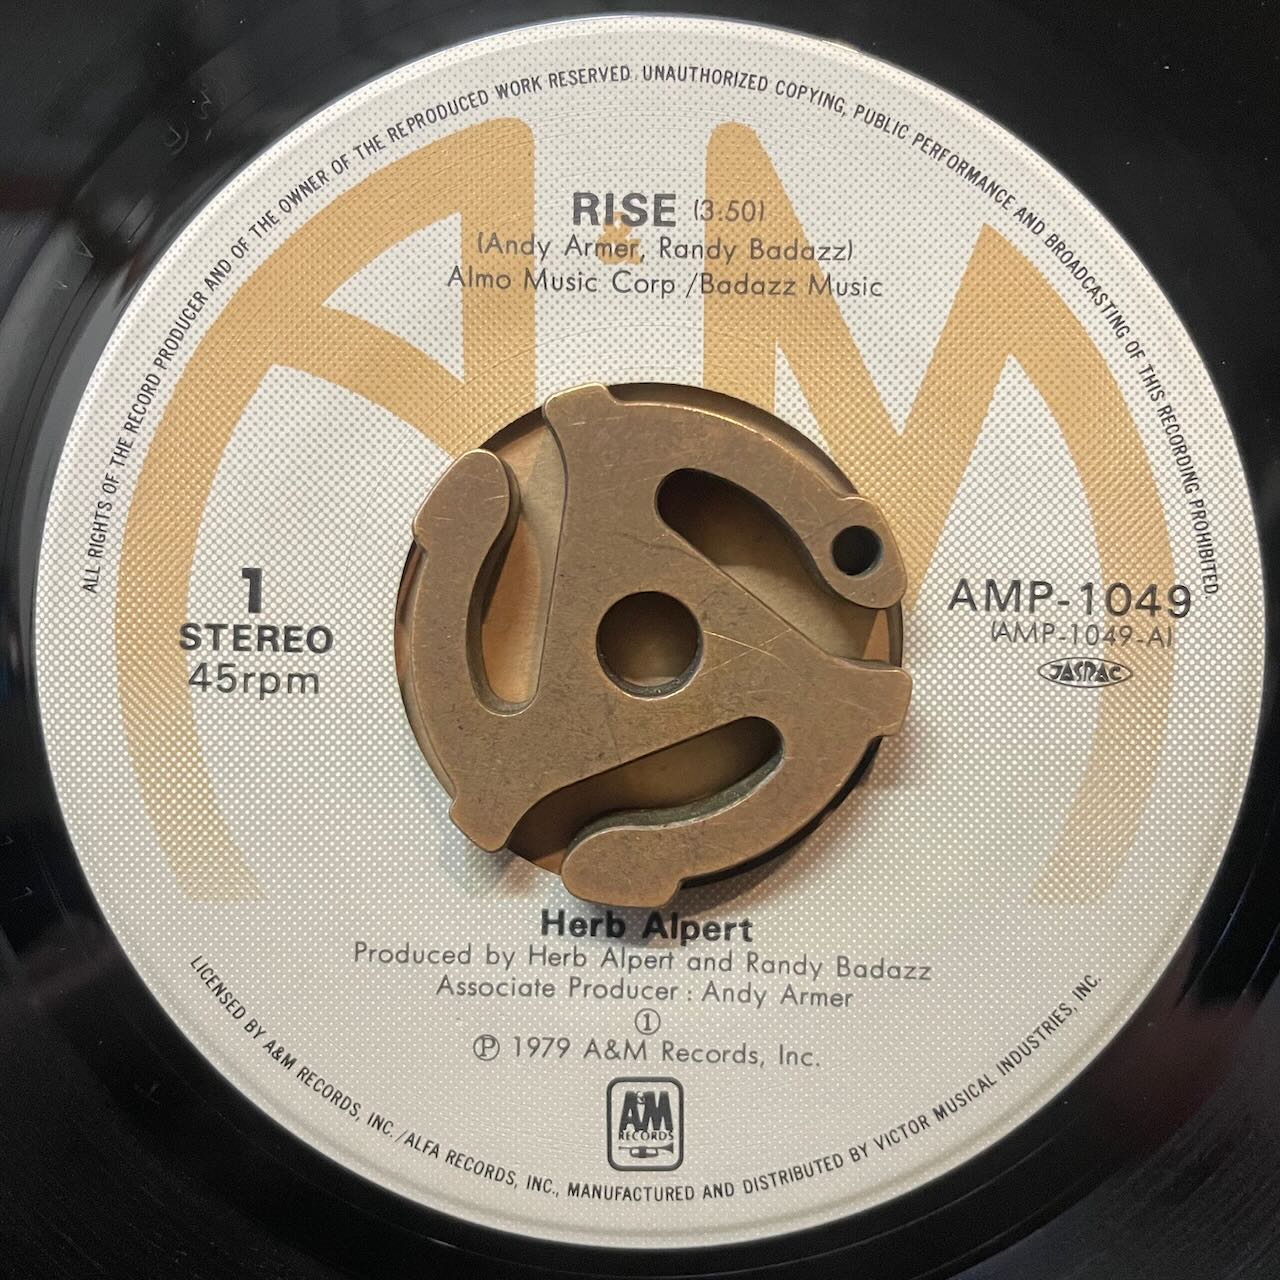 ALL RIGHTS OF THE RECORD PRODUCER AND OF THE OWNER OF THE REPRODUCED WORK RESERVED. UNAUTHORIZED COPYING, PUBLIC PERFORMANCE AND BROADCASTING OF THIS RECORDING PROHIBITED.
A&M
RISE (3:50)
(Andy Armer, Randy Badazz)
Almo Music Corp /Badazz Music
1
STEREO
45rpm
AMP-1049
(AMP-1049-A)
JASRAC
Herb Alpert
Produced by Herb Alpert and Randy Badazz
Associate Producer : Andy Armer
①
℗ 1979 A&M Records, Inc.
A&M
RECORDS
LICENSED BY A&M RECORDS, INC./ALFA RECORDS, INC., MANUFACTURED AND DISTRIBUTED BY VICTOR MUSICAL INDUSTRIES, INC.